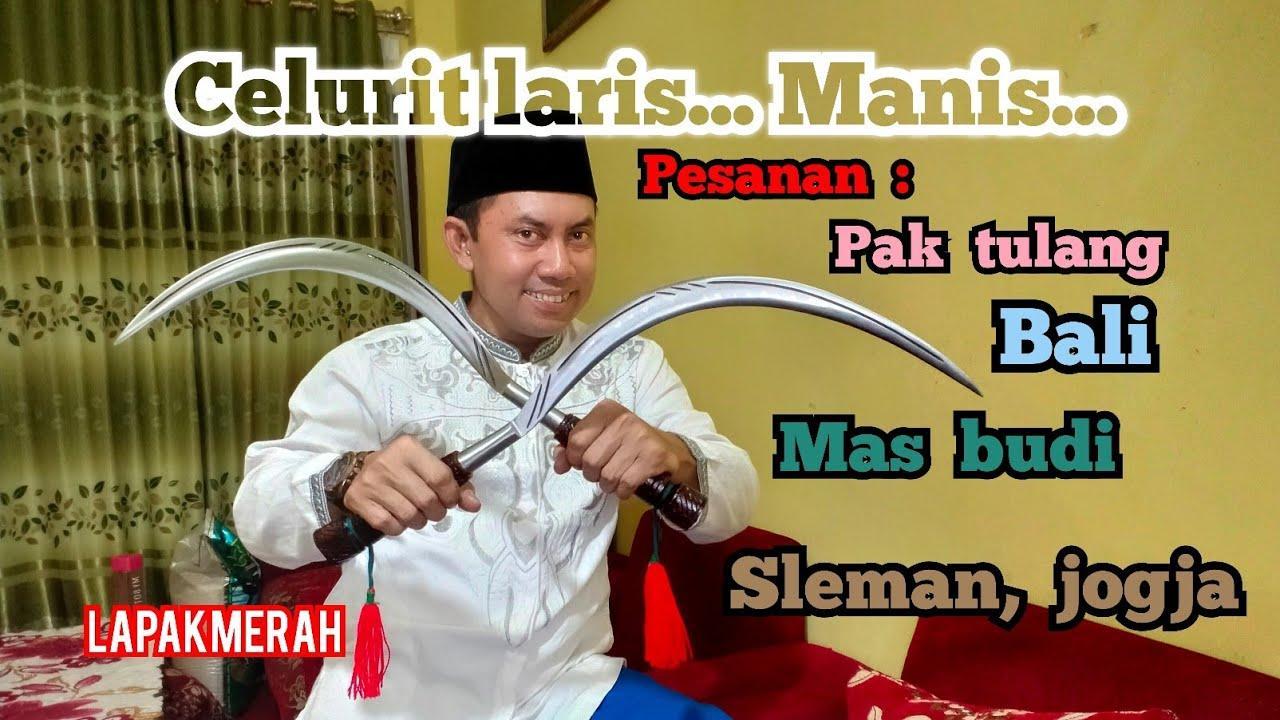 Celurit laris... Manis...
Pesanan :
Pak tulang
Bali
Mas budi
Sleman, jogja
LAPAKMERAH